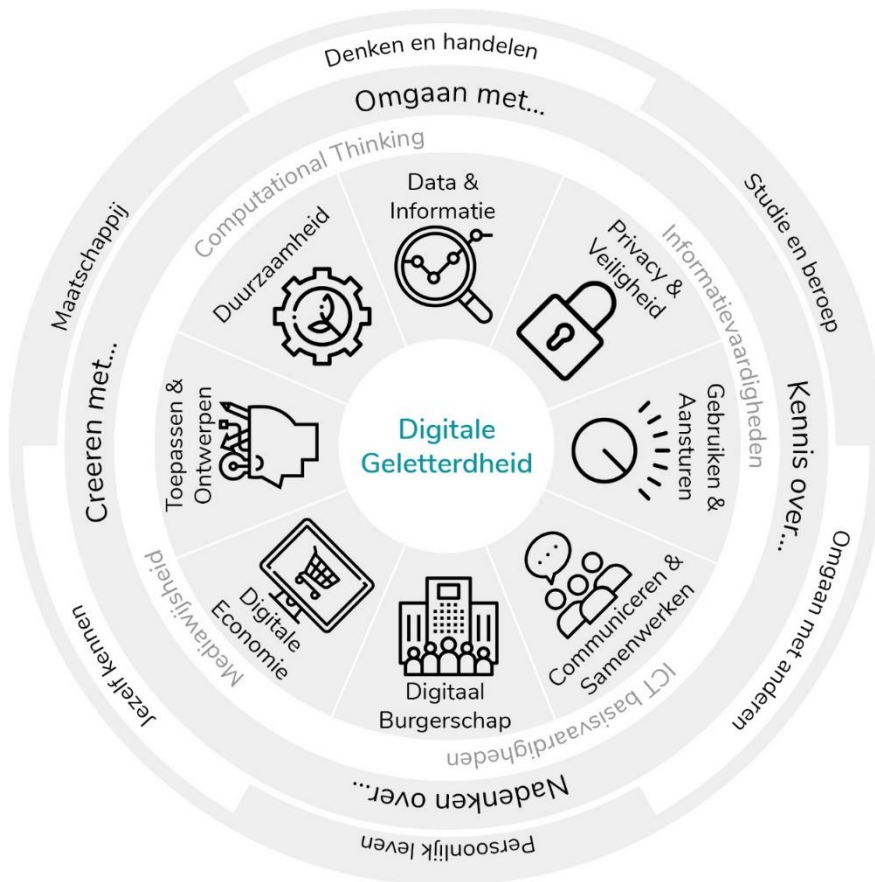 Denken en handelen
Omgaan met...
Computational Thinking
Data &
Informatie
Privacy &
Veiligheid
Informatievaardigheden
Studie en beroep
Kennis over...
Gebruiken &
Aansturen
Omgaan met anderen
Communiceren &
Samenwerken
ICT basisvaardigheden
Digitaal
Burgerschap
Nadenken over...
Persoonlijk leven
Digitale
Economie
Mediawijsheid
Jezelf kennen
Creeren met...
Toepassen &
Ontwerpen
Duurzaamheid
Maatschappij
Digitale
Geletterdheid